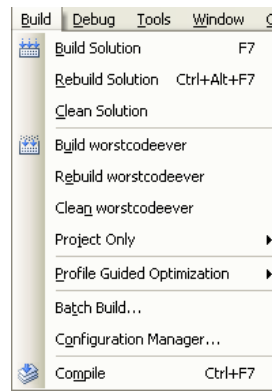 Build Debug Tools Window
Build Solution F7
Rebuild Solution Ctrl+Alt+F7
Clean Solution
Build worstcodeever
Rebuild worstcodeever
Clean worstcodeever
Project Only
Profile Guided Optimization
Batch Build...
Configuration Manager...
Compile Ctrl+F7